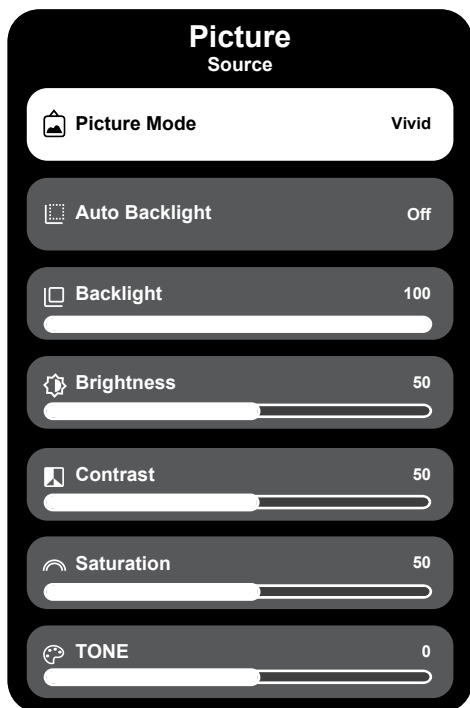 Picture
Source
Picture Mode Vivid
Auto Backlight Off
Backlight 100
Brightness 50
Contrast 50
Saturation 50
TONE 0